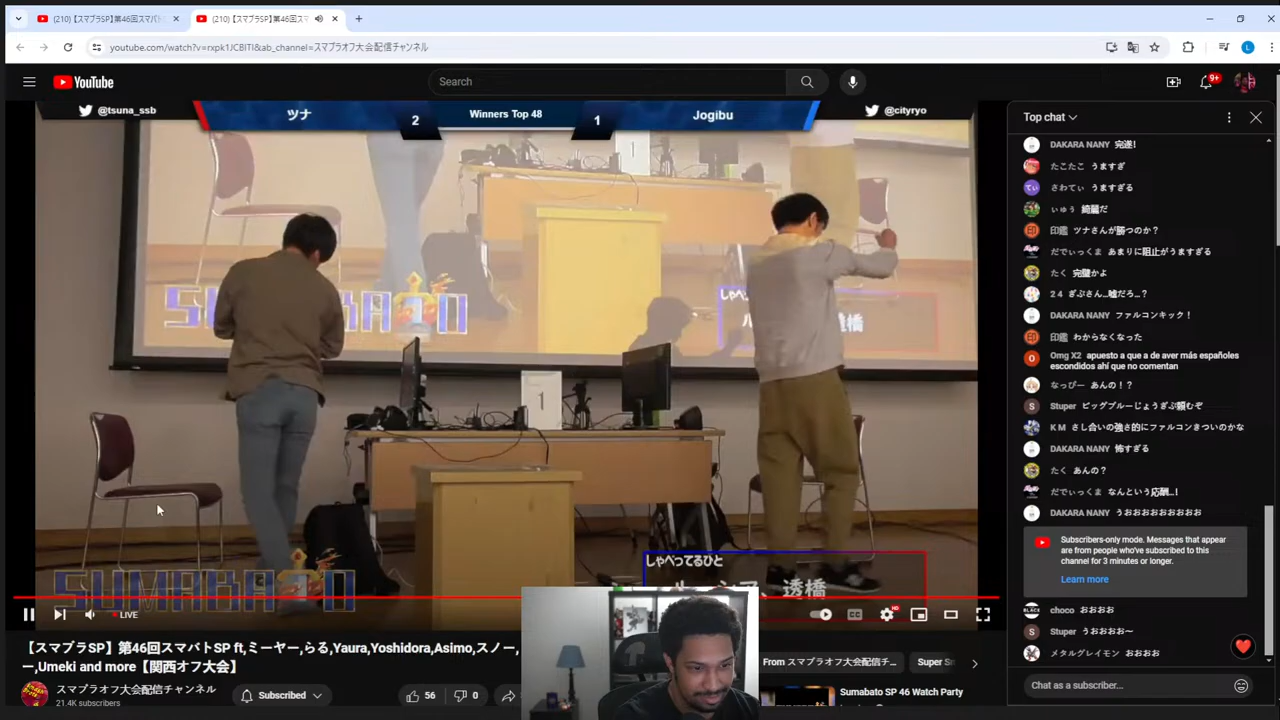 (210) 【スマブラSP】第46回スマバト
(210) 【スマブラSP】第46回ス
youtube.com/watch?v=rxpk1JCBITI&ab_channel=スマブラオフ大会配信チャンネル
L
YouTube
Search
9+
@tsuna_ssb
ツナ
2
Winners Top 48
1
Jogibu
@cityryo
1
SUMABATO
しゃべってるひと
透橋
LIVE
HD
【スマブラSP】第46回スマバトSP ft,ミーヤー,らる,Yaura,Yoshidora,Asimo,スノー
ー,Umeki and more【関西オフ大会】
スマブラオフ大会配信チャンネル
21.4K subscribers
Subscribed
56
0
From スマブラオフ大会配信チ...
Super Sm
Sumabato SP 46 Watch Party
Top chat
DAKARA NANY 完遂!
たこたこ うますぎ
さわてぃ うますぎる
ぃゅう 綺麗だ
印鑑 ツナさんが勝つのか?
だでぃっくま あまりに阻止がうますぎる
たく 完璧かよ
24 ぎぶさん...嘘だろ...?
DAKARA NANY ファルコンキック!
印鑑 わからなくなった
Omg X2 apuesto a que a de aver más españoles
escondidos ahí que no comentan
なっぴー あんの!?
Stuper ビッグブルーじょうぎぶ頼むぞ
K M さし合いの強さ的にファルコンきついのかな
DAKARA NANY 怖すぎる
たく あんの?
だでぃっくま なんという応酬...!
DAKARA NANY うおおおおおおおおお
Subscribers-only mode. Messages that appear
are from people who've subscribed to this
channel for 3 minutes or longer.
Learn more
choco おおおお
Stuper うおおおお〜
メタルグレイモン おおおお
Chat as a subscriber...